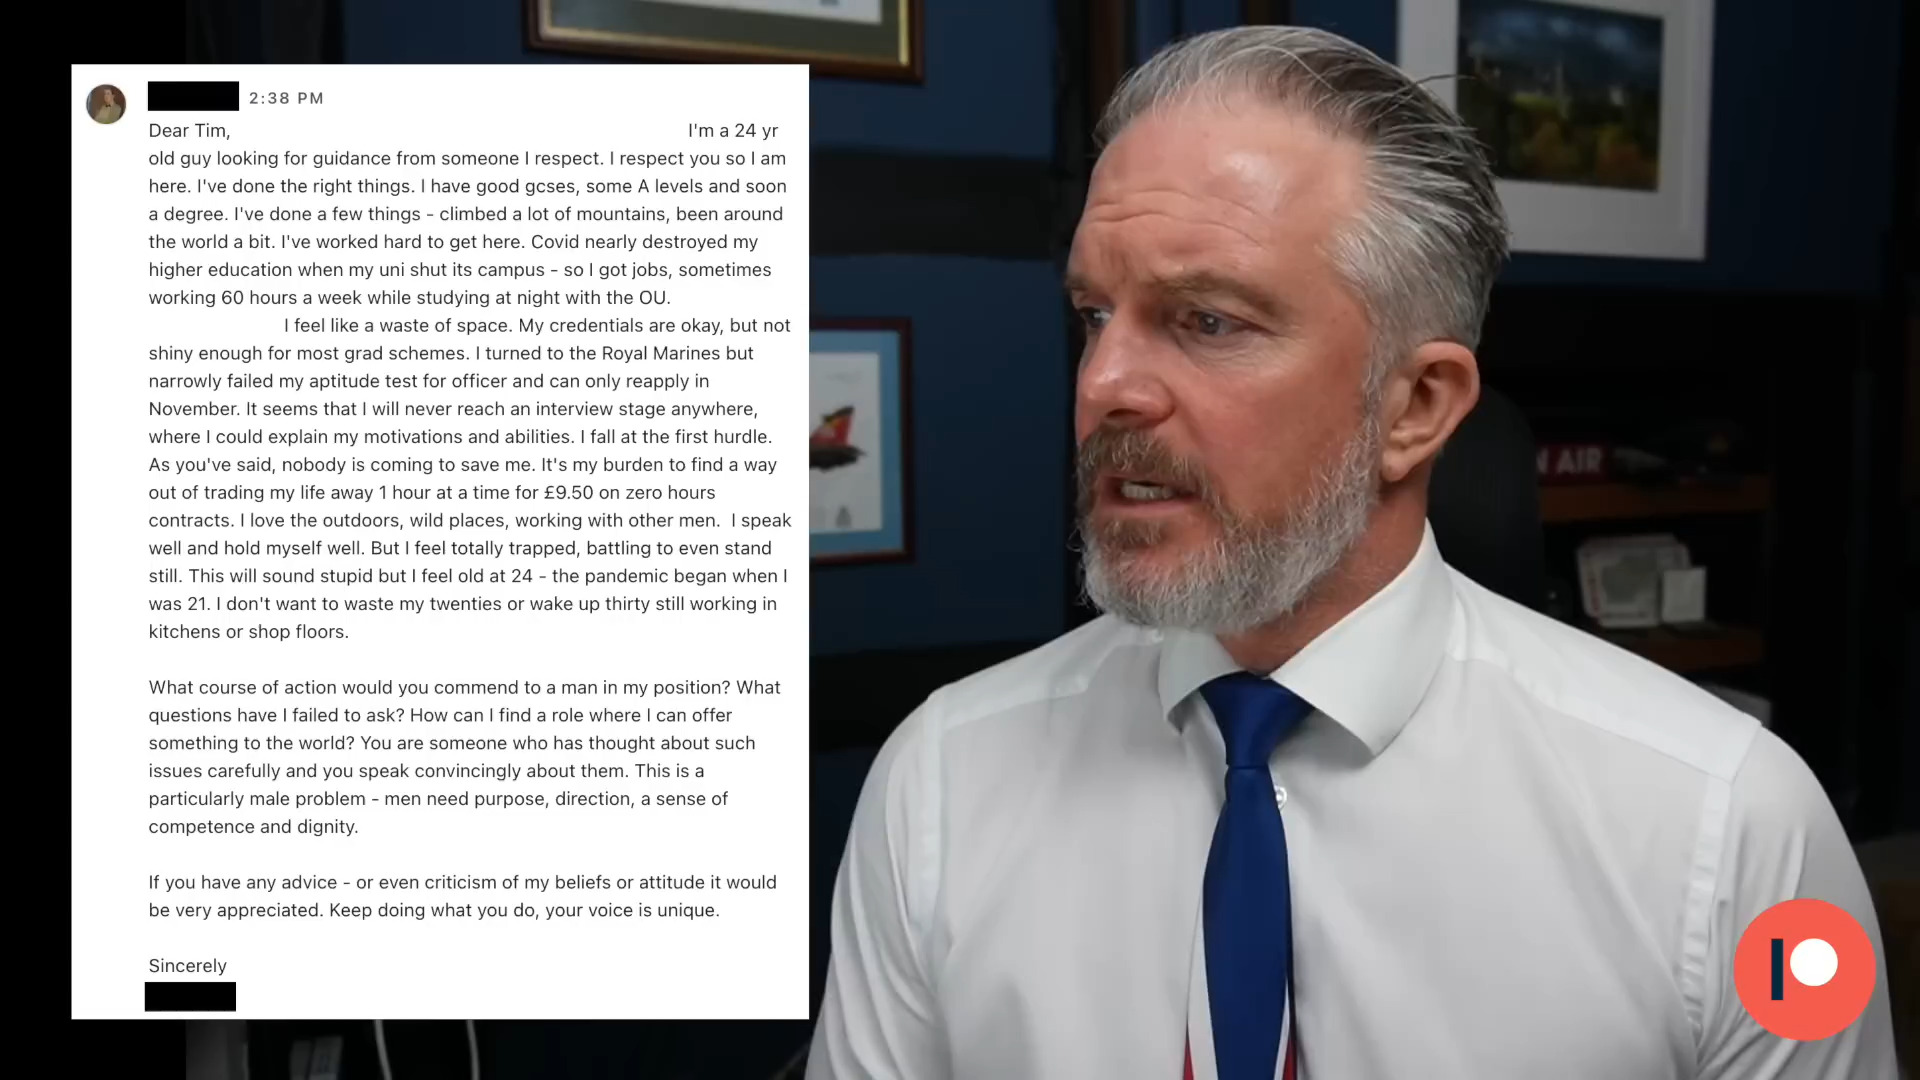 2:38 PM
Dear Tim, I'm a 24 yr
old guy looking for guidance from someone I respect. I respect you so I am
here. I've done the right things. I have good gcses, some A levels and soon
a degree. I've done a few things - climbed a lot of mountains, been around
the world a bit. I've worked hard to get here. Covid nearly destroyed my
higher education when my uni shut its campus - so I got jobs, sometimes
working 60 hours a week while studying at night with the OU.
I feel like a waste of space. My credentials are okay, but not
shiny enough for most grad schemes. I turned to the Royal Marines but
narrowly failed my aptitude test for officer and can only reapply in
November. It seems that I will never reach an interview stage anywhere,
where I could explain my motivations and abilities. I fall at the first hurdle.
As you've said, nobody is coming to save me. It's my burden to find a way
out of trading my life away 1 hour at a time for £9.50 on zero hours
contracts. I love the outdoors, wild places, working with other men.  I speak
well and hold myself well. But I feel totally trapped, battling to even stand
still. This will sound stupid but I feel old at 24 - the pandemic began when I
was 21. I don't want to waste my twenties or wake up thirty still working in
kitchens or shop floors.
What course of action would you commend to a man in my position? What
questions have I failed to ask? How can I find a role where I can offer
something to the world? You are someone who has thought about such
issues carefully and you speak convincingly about them. This is a
particularly male problem - men need purpose, direction, a sense of
competence and dignity.
If you have any advice - or even criticism of my beliefs or attitude it would
be very appreciated. Keep doing what you do, your voice is unique.
Sincerely
N AIR